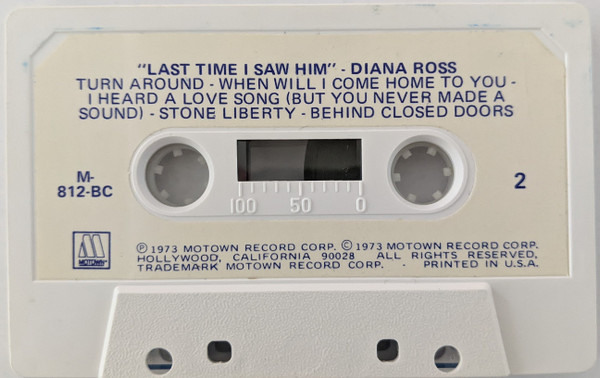 "LAST TIME I SAW HIM" - DIANA ROSS
TURN AROUND - WHEN WILL I COME HOME TO YOU -
I HEARD A LOVE SONG (BUT YOU NEVER MADE A
SOUND) - STONE LIBERTY - BEHIND CLOSED DOORS
M-
812-BC
2
100 50 0
MOTOWN
Ⓟ 1973 MOTOWN RECORD CORP. © 1973 MOTOWN RECORD CORP.
HOLLYWOOD, CALIFORNIA 90028 ALL RIGHTS RESERVED,
TRADEMARK MOTOWN RECORD CORP. - PRINTED IN U.S.A.